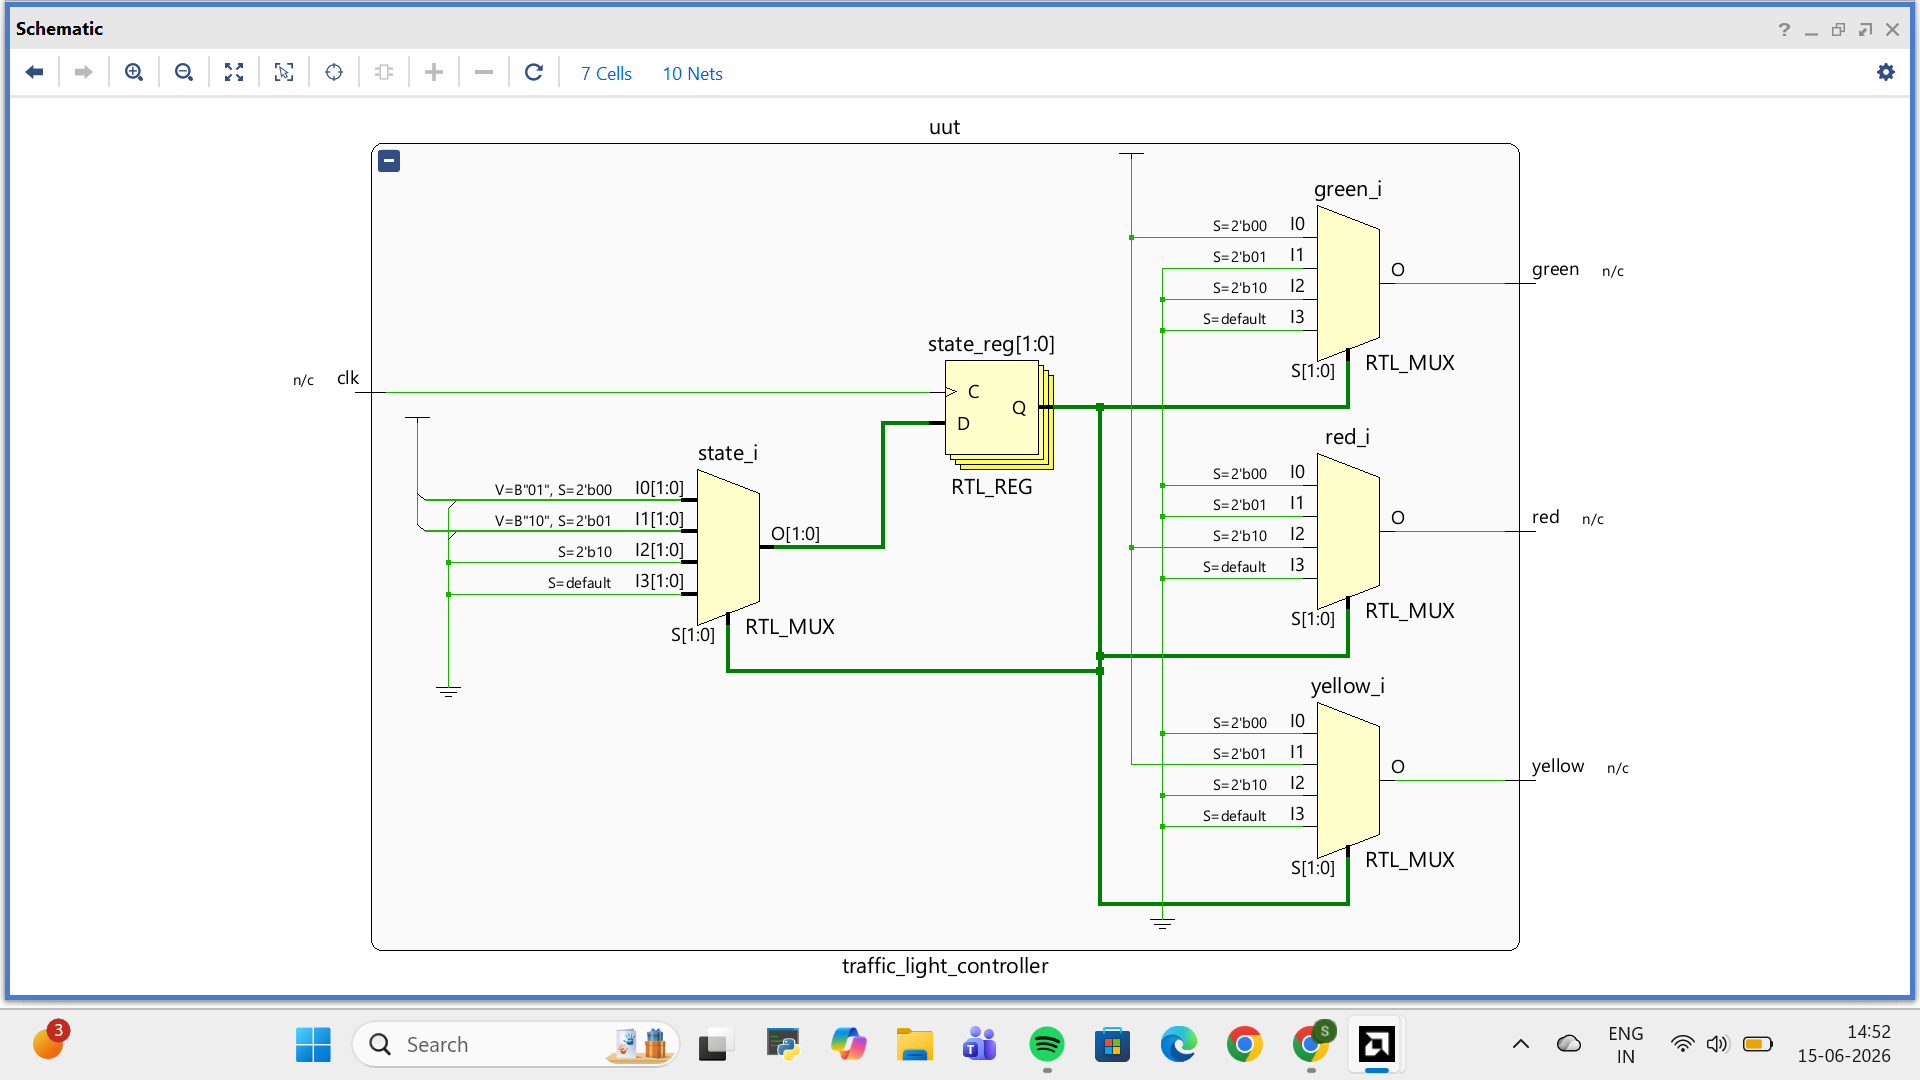 Schematic
7 Cells 10 Nets
uut
green_i
S=2'b00 I0
S=2'b01 I1
S=2'b10 I2
S=default I3
O
green n/c
S[1:0] RTL_MUX
state_reg[1:0]
C
D
Q
RTL_REG
n/c clk
state_i
V=B"01", S=2'b00 I0[1:0]
V=B"10", S=2'b01 I1[1:0]
S=2'b10 I2[1:0]
S=default I3[1:0]
O[1:0]
S[1:0] RTL_MUX
red_i
S=2'b00 I0
S=2'b01 I1
S=2'b10 I2
S=default I3
O
red n/c
S[1:0] RTL_MUX
yellow_i
S=2'b00 I0
S=2'b01 I1
S=2'b10 I2
S=default I3
O
yellow n/c
S[1:0] RTL_MUX
traffic_light_controller
3
Search
T
S
ENG
IN
14:52
15-06-2026